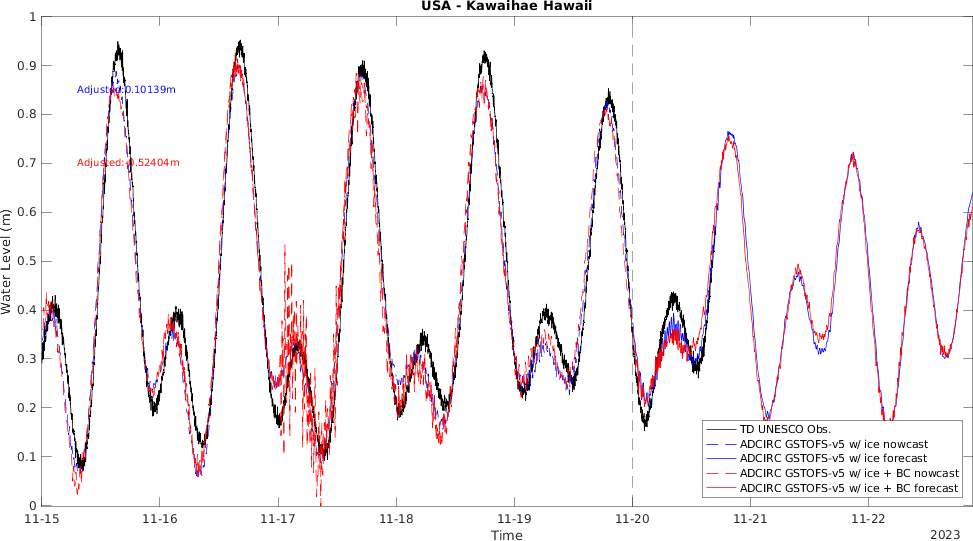 USA - Kawaihae Hawaii
1
0.9
Adjusted:0.10139m
0.8
0.7
Adjusted:-0.52404m
0.6
Water Level (m)
0.5
0.4
0.3
0.2
0.1
0
TD UNESCO Obs.
ADCIRC GSTOFS-v5 w/ ice nowcast
ADCIRC GSTOFS-v5 w/ ice forecast
ADCIRC GSTOFS-v5 w/ ice + BC nowcast
ADCIRC GSTOFS-v5 w/ ice + BC forecast
11-15 11-16 11-17 11-18 11-19 11-20 11-21 11-22
Time
2023